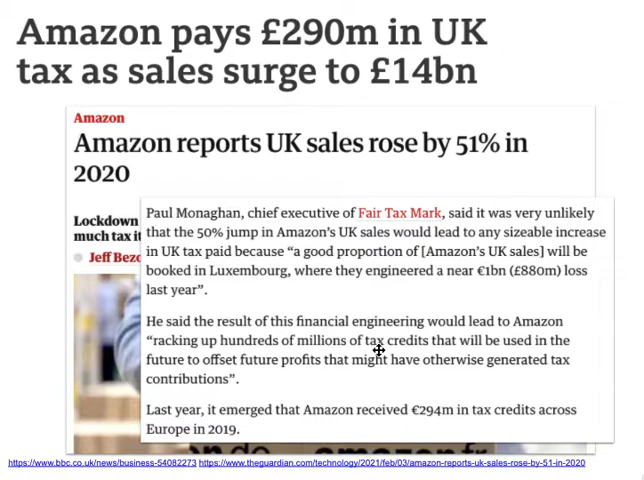 Amazon pays £290m in UK
tax as sales surge to £14bn
Amazon
Amazon reports UK sales rose by 51% in
2020
Lockdown
much tax it
Jeff Bezo
Paul Monaghan, chief executive of Fair Tax Mark, said it was very unlikely
that the 50% jump in Amazon’s UK sales would lead to any sizeable increase
in UK tax paid because “a good proportion of [Amazon’s UK sales] will be
booked in Luxembourg, where they engineered a near €1bn (£880m) loss
last year”.
He said the result of this financial engineering would lead to Amazon
“racking up hundreds of millions of tax credits that will be used in the
future to offset future profits that might have otherwise generated tax
contributions”.
Last year, it emerged that Amazon received €294m in tax credits across
Europe in 2019.
https://www.bbc.co.uk/news/business-54082273 https://www.theguardian.com/technology/2021/feb/03/amazon-reports-uk-sales-rose-by-51-in-2020